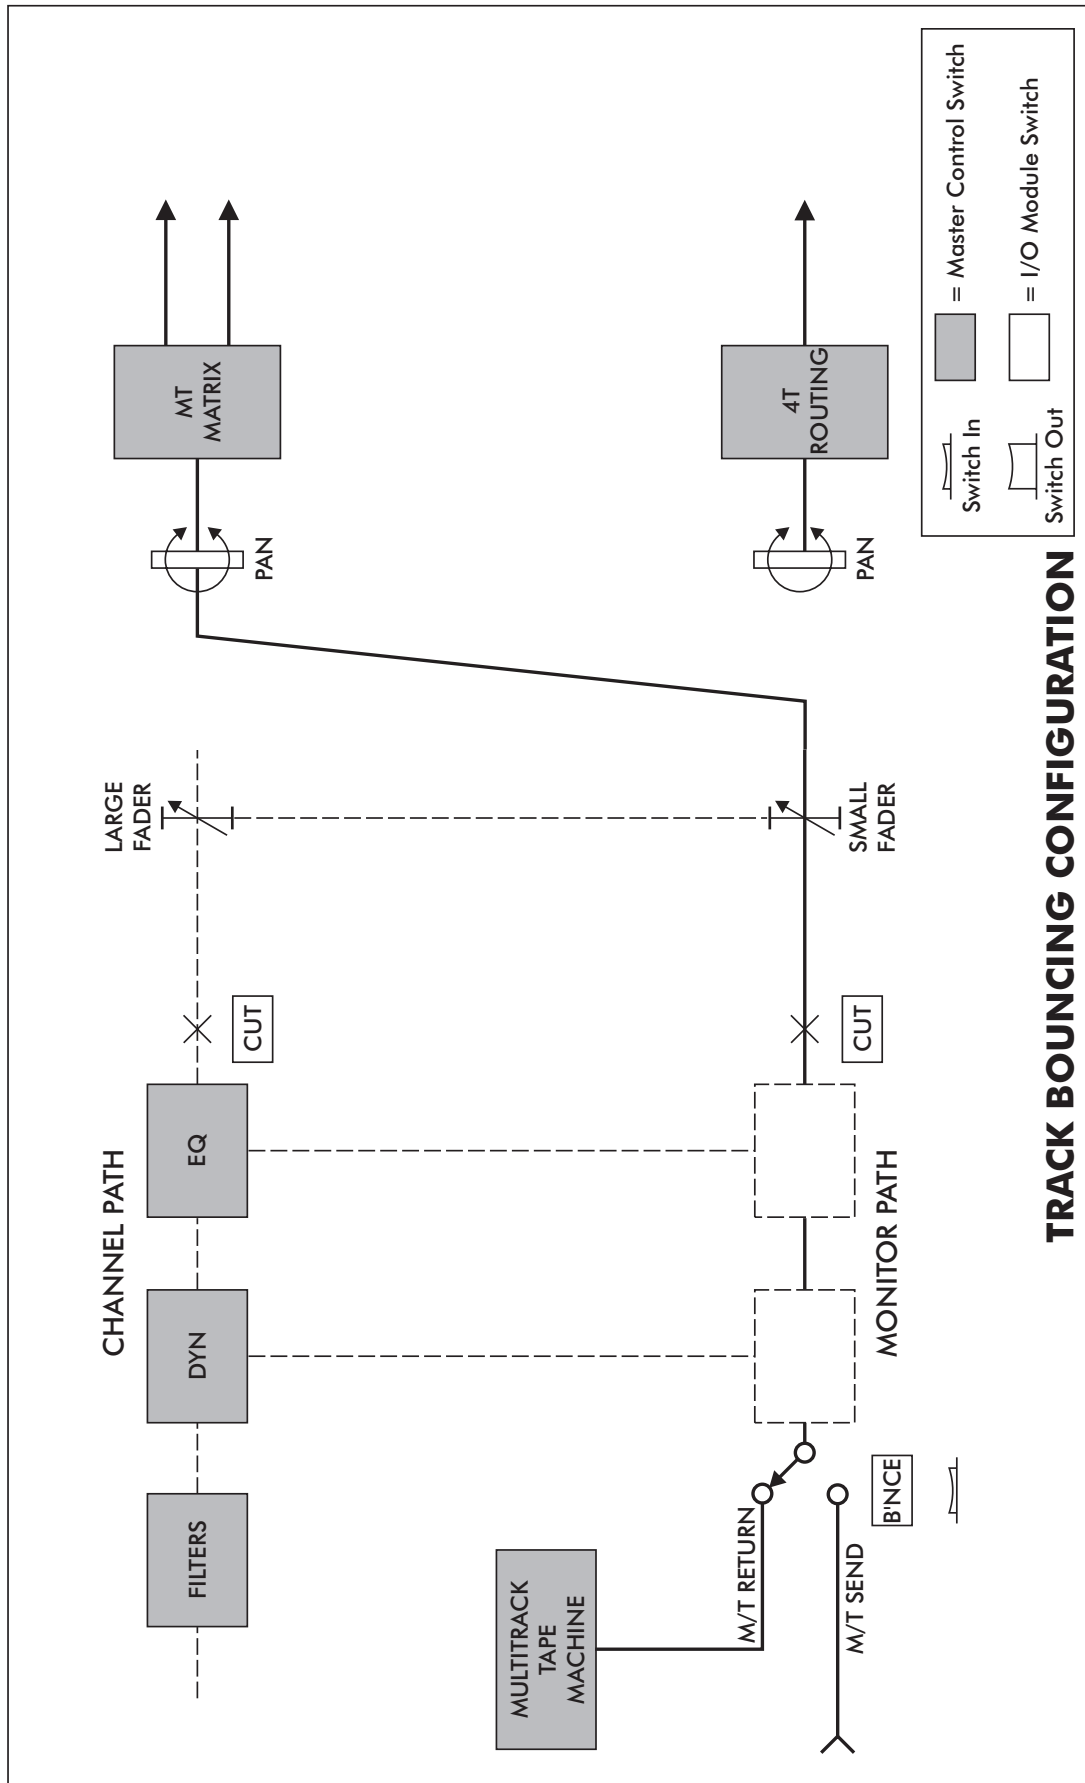 CHANNEL PATH
FILTERS
DYN
EQ
CUT
LARGE
FADER
PAN
MT
MATRIX
MULTITRACK
TAPE
MACHINE
M/T RETURN
M/T SEND
B'NCE
MONITOR PATH
CUT
SMALL
FADER
PAN
4T
ROUTING
Switch In
= Master Control Switch
Switch Out
= I/O Module Switch
TRACK BOUNCING CONFIGURATION